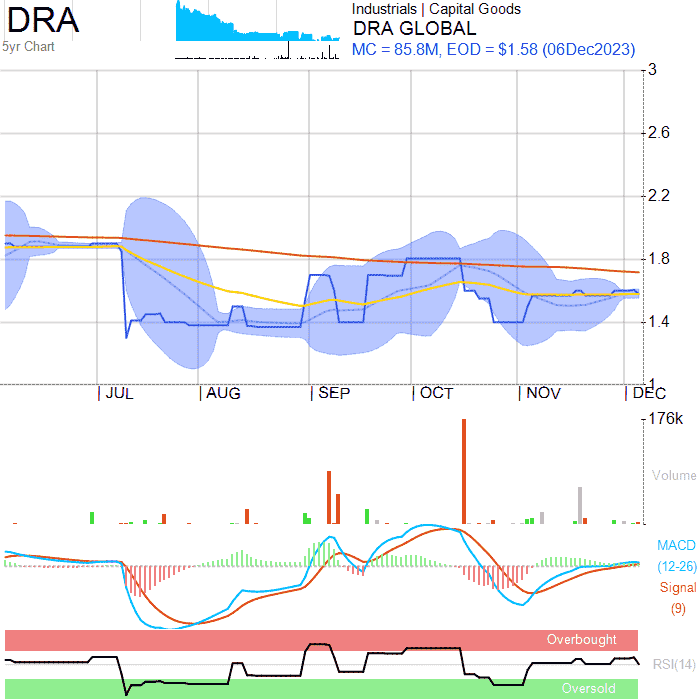 DRA
5yr Chart
Industrials | Capital Goods
DRA GLOBAL
MC = 85.8M, EOD = $1.58 (06Dec2023)
3
2.6
2.2
1.8
1.4
1
JUL AUG SEP OCT NOV DEC
176k
Volume
MACD
(12-26)
Signal
(9)
Overbought
RSI(14)
Oversold